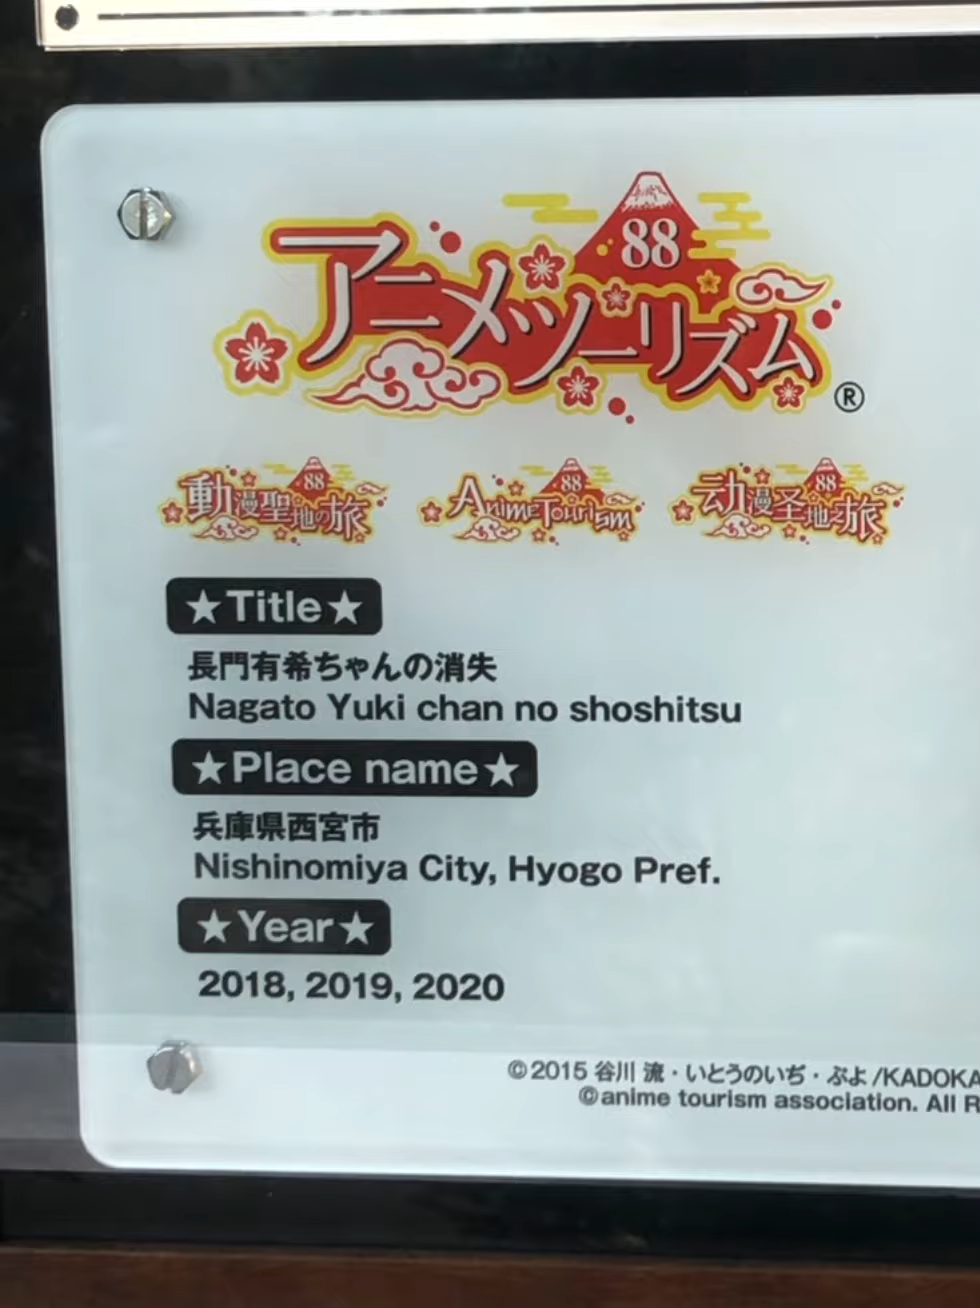 88
アニメツーリズム®
88
動漫聖地の旅
88
Anime Tourism
88
动漫圣地之旅
★Title★
長門有希ちゃんの消失
Nagato Yuki chan no shoshitsu
★Place name★
兵庫県西宮市
Nishinomiya City, Hyogo Pref.
★Year★
2018, 2019, 2020
©2015 谷川 流・いとうのいぢ・ぷよ/KADOKA
©anime tourism association. All R